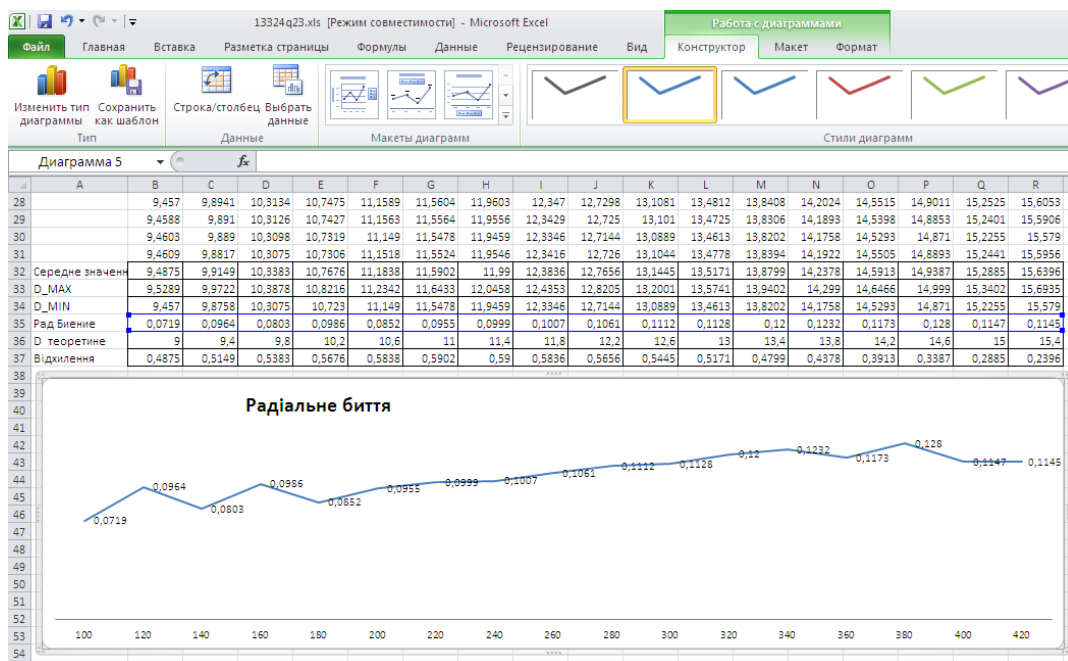 13324q23.xls [Режим совместимости] - Microsoft Excel
Работа с диаграммами
Файл Главная Вставка Разметка страницы Формулы Данные Рецензирование Вид Конструктор Макет Формат
Изменить тип диаграммы
Сохранить как шаблон
Строка/столбец
Выбрать данные
Тип Данные Макеты диаграмм Стили диаграмм
Диаграмма 5 fx
A B C D E F G H I J K L M N O P Q R
28 9,457 9,8941 10,3134 10,7475 11,1589 11,5604 11,9603 12,347 12,7298 13,1081 13,4812 13,8408 14,2024 14,5515 14,9011 15,2525 15,6053
29 9,4588 9,891 10,3126 10,7427 11,1563 11,5564 11,9556 12,3429 12,725 13,101 13,4725 13,8306 14,1893 14,5398 14,8853 15,2401 15,5906
30 9,4603 9,889 10,3098 10,7319 11,149 11,5478 11,9459 12,3346 12,7144 13,0889 13,4613 13,8202 14,1758 14,5293 14,871 15,2255 15,579
31 9,4609 9,8817 10,3075 10,7306 11,1518 11,5524 11,9546 12,3416 12,726 13,1044 13,4778 13,8394 14,1922 14,5505 14,8893 15,2441 15,5956
32 Середнє значенн 9,4875 9,9149 10,3383 10,7676 11,1838 11,5902 11,99 12,3836 12,7656 13,1445 13,5171 13,8799 14,2378 14,5913 14,9387 15,2885 15,6396
33 D_MAX 9,5289 9,9722 10,3878 10,8216 11,2342 11,6433 12,0458 12,4353 12,8205 13,2001 13,5741 13,9402 14,299 14,6466 14,999 15,3402 15,6935
34 D_MIN 9,457 9,8758 10,3075 10,723 11,149 11,5478 11,9459 12,3346 12,7144 13,0889 13,4613 13,8202 14,1758 14,5293 14,871 15,2255 15,579
35 Рад Биение 0,0719 0,0964 0,0803 0,0986 0,0852 0,0955 0,0999 0,1007 0,1061 0,1112 0,1128 0,12 0,1232 0,1173 0,128 0,1147 0,1145
36 D теоретине 9 9,4 9,8 10,2 10,6 11 11,4 11,8 12,2 12,6 13 13,4 13,8 14,2 14,6 15 15,4
37 Відхилення 0,4875 0,5149 0,5383 0,5676 0,5838 0,5902 0,59 0,5836 0,5656 0,5445 0,5171 0,4799 0,4378 0,3913 0,3387 0,2885 0,2396
38
39
40
41
42
43
44
45
46
47
48
49
50
51
52
53
54
Радіальне биття
0,0719 0,0964 0,0803 0,0986 0,0852 0,0955 0,0999 0,1007 0,1061 0,1112 0,1128 0,12 0,1232 0,1173 0,128 0,1147 0,1145
100 120 140 160 180 200 220 240 260 280 300 320 340 360 380 400 420